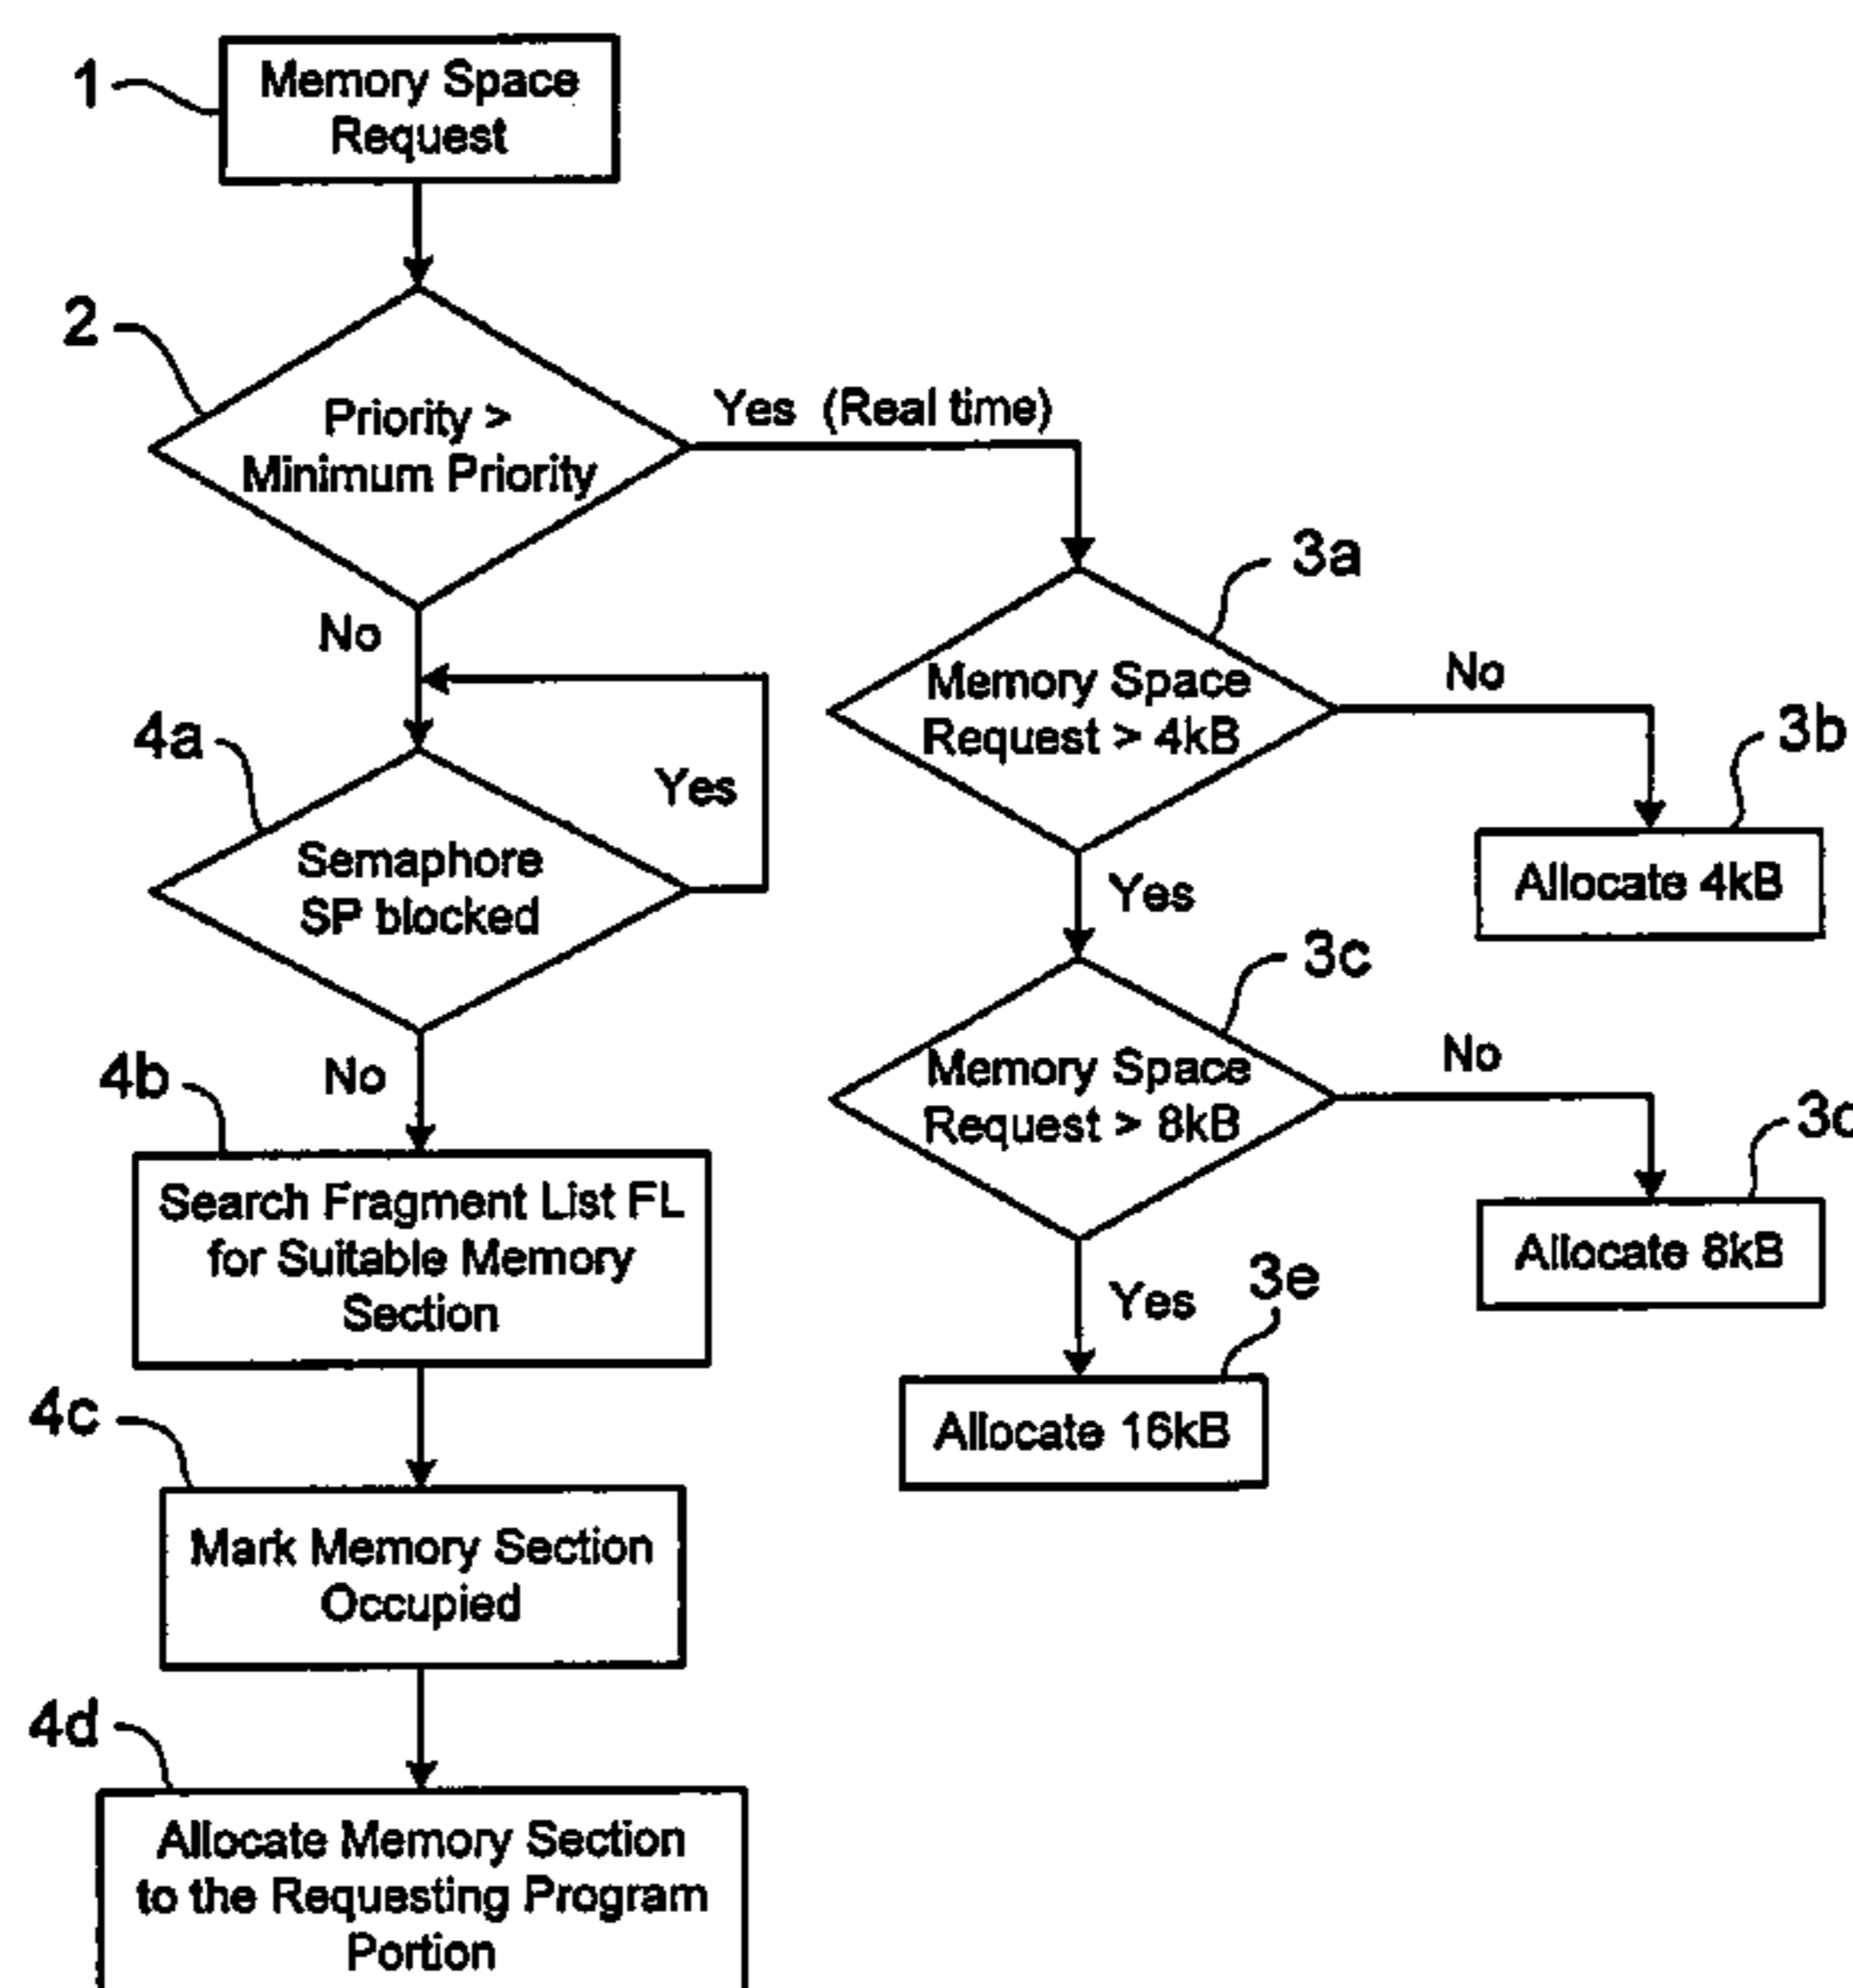 1
Memory Space
Request
2
Priority >
Minimum Priority
Yes (Real time)
No
3a
Memory Space
Request > 4kB
No
3b
Allocate 4kB
4a
Semaphore
SP blocked
Yes
Yes
3c
Memory Space
Request > 8kB
No
Allocate 8kB
4b
No
Search Fragment List FL
for Suitable Memory
Section
Yes
3e
Allocate 16kB
4c
Mark Memory Section
Occupied
4d
Allocate Memory Section
to the Requesting Program
Portion